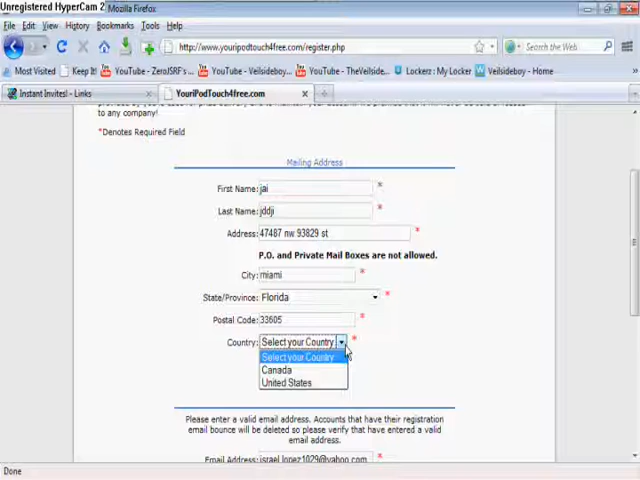 Unregistered HyperCam 2
Mozilla Firefox
File Edit View History Bookmarks Tools Help
http://www.youripodtouch4free.com/register.php
Search the Web
Most Visited Keep It! YouTube - ZeroJSRF's... YouTube - TheVeilside... Lockerz: My Locker Veilsideboy - Home
Instant Invites! - Links
YouriPodTouch4free.com
to any company!
*Denotes Required Field
Mailing Address
First Name: jai *
Last Name: jddji *
Address: 47487 nw 93829 st *
P.O. and Private Mail Boxes are not allowed.
City: miami *
State/Province: Florida *
Postal Code: 33605 *
Country: Select your Country *
Select your Country
Canada
United States
Please enter a valid email address. Accounts that have their registration
email bounce will be deleted so please verify that have entered a valid
email address.
Email Address: israel_lopez1029@yahoo.com *
Done